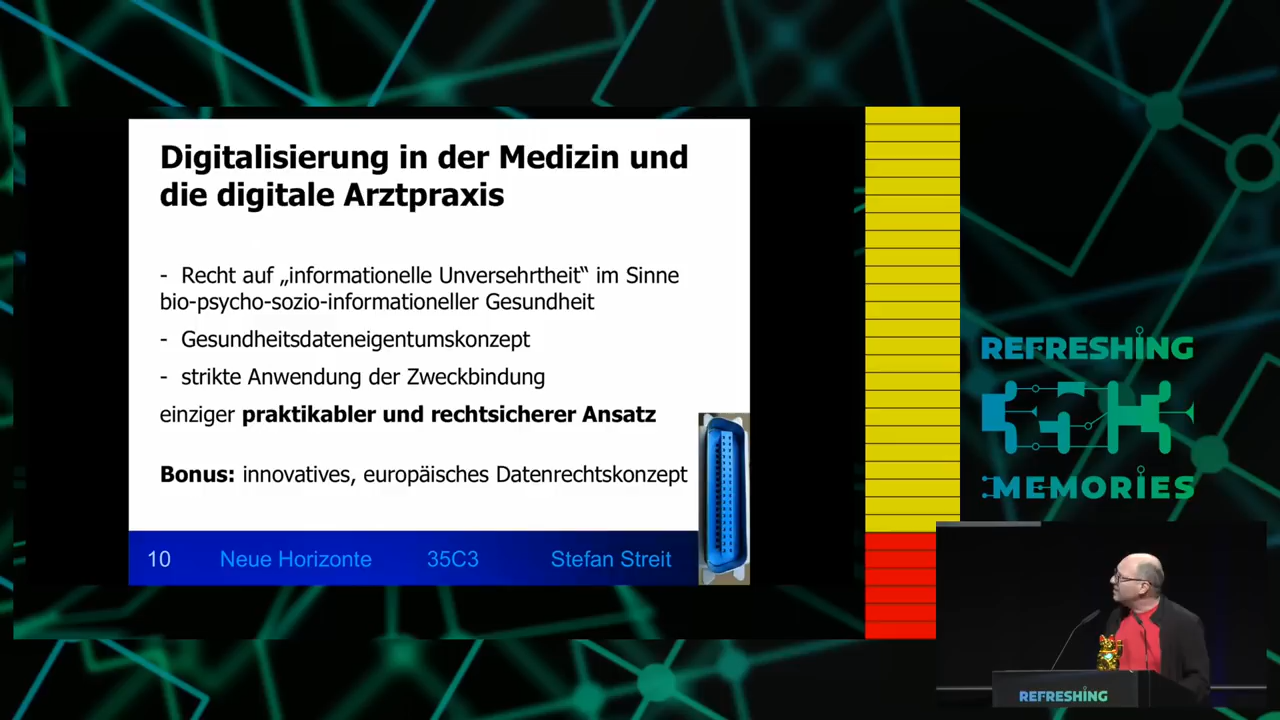 Digitalisierung in der Medizin und
die digitale Arztpraxis
- Recht auf „informationelle Unversehrtheit“ im Sinne
bio-psycho-sozio-informationeller Gesundheit
- Gesundheitsdateneigentumskonzept
- strikte Anwendung der Zweckbindung
einziger praktikabler und rechtsicherer Ansatz
Bonus: innovatives, europäisches Datenrechtskonzept
10 Neue Horizonte 35C3 Stefan Streit
REFRESHING
35C3
MEMORIES
REFRESHING